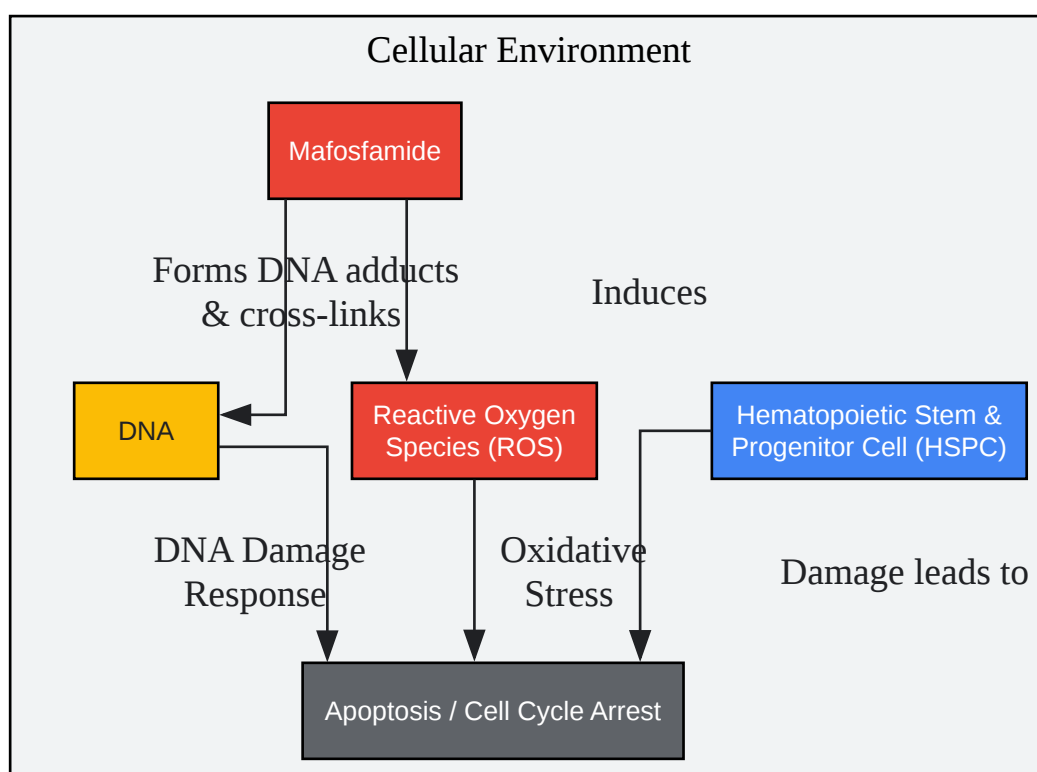 Cellular Environment
Mafosfamide
Forms DNA adducts
& cross-links
Induces
DNA
Reactive Oxygen
Species (ROS)
Hematopoietic Stem &
Progenitor Cell (HSPC)
DNA Damage
Response
Oxidative
Stress
Damage leads to
Apoptosis / Cell Cycle Arrest